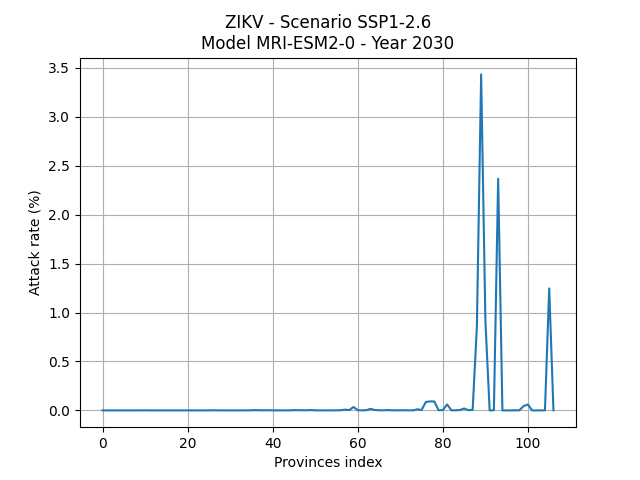 ZIKV - Scenario SSP1-2.6
Model MRI-ESM2-0 - Year 2030
3.5
3.0
2.5
2.0
1.5
1.0
0.5
0.0
Attack rate (%)
0 20 40 60 80 100
Provinces index